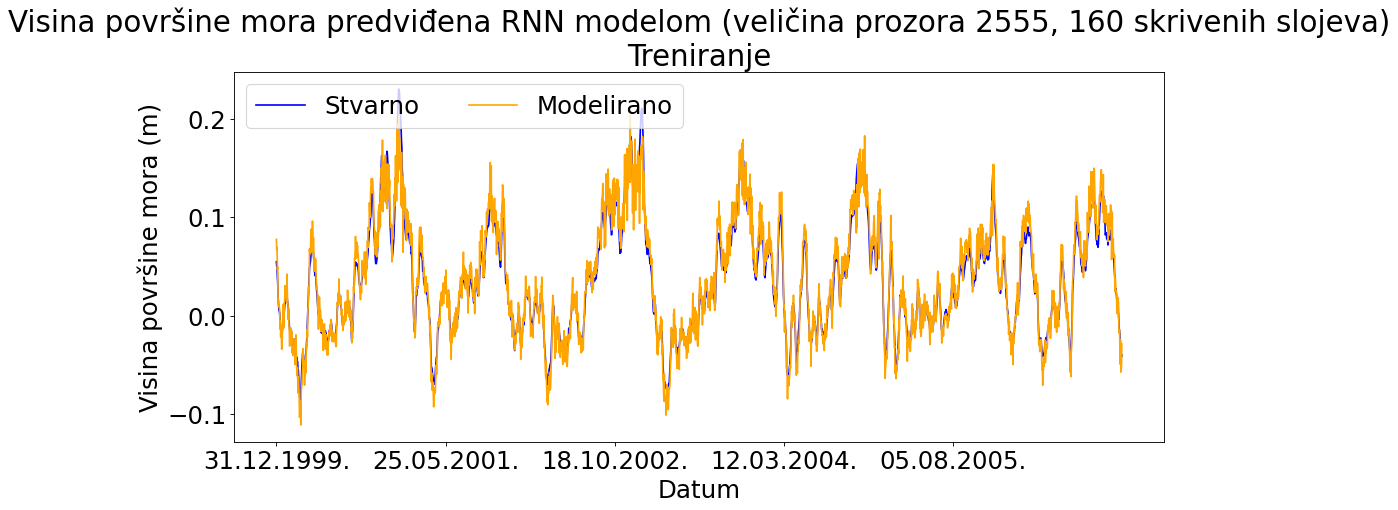 Visina površine mora predviđena RNN modelom (veličina prozora 2555, 160 skrivenih slojeva)
Treniranje
Stvarno Modelirano
Visina površine mora (m)
0.2
0.1
0.0
−0.1
31.12.1999. 25.05.2001. 18.10.2002. 12.03.2004. 05.08.2005.
Datum